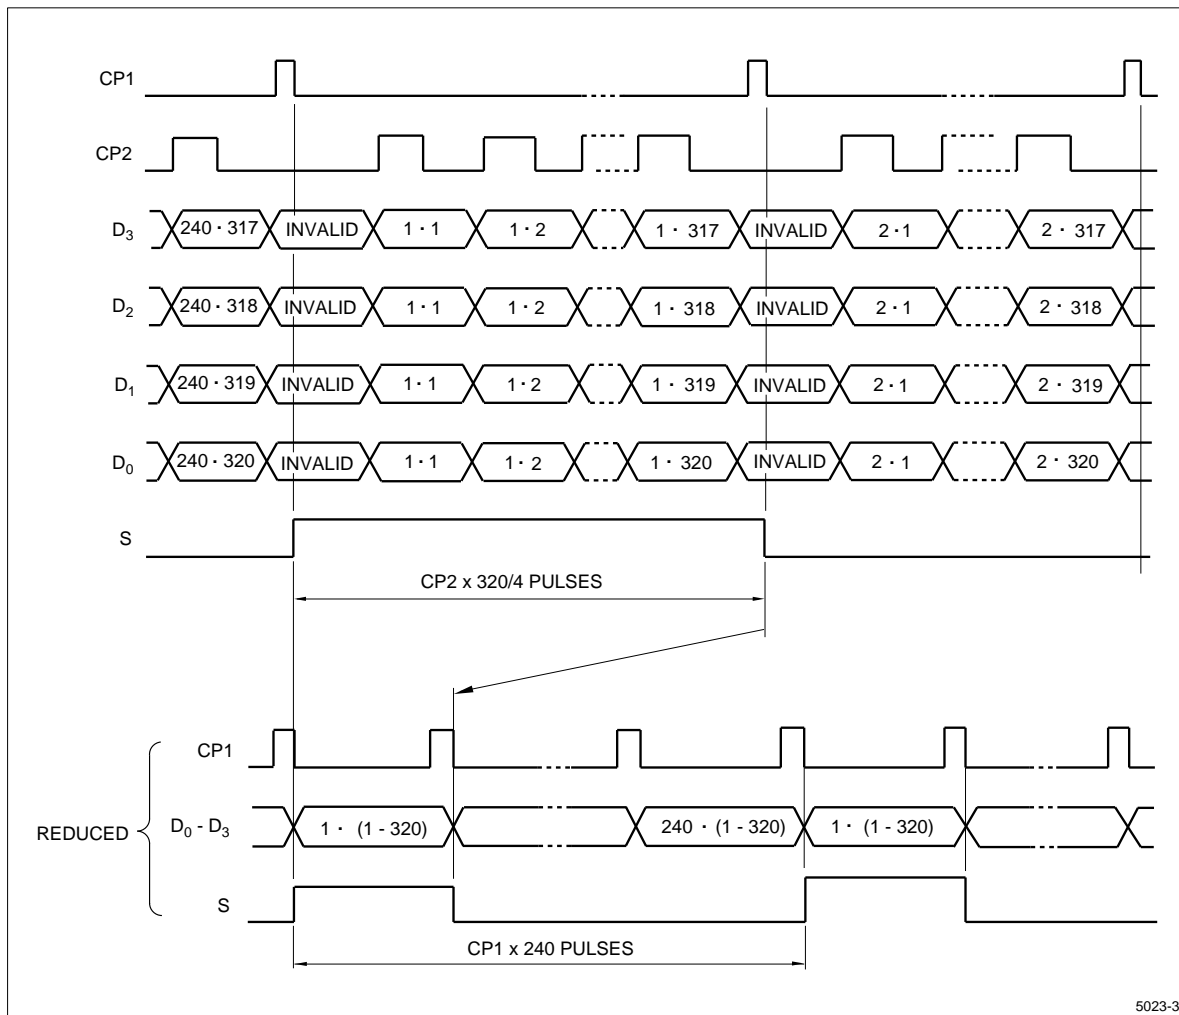 CP1
CP2
D3 240 · 317 INVALID 1 · 1 1 · 2 1 · 317 INVALID 2 · 1 2 · 317
D2 240 · 318 INVALID 1 · 1 1 · 2 1 · 318 INVALID 2 · 1 2 · 318
D1 240 · 319 INVALID 1 · 1 1 · 2 1 · 319 INVALID 2 · 1 2 · 319
D0 240 · 320 INVALID 1 · 1 1 · 2 1 · 320 INVALID 2 · 1 2 · 320
S
CP2 x 320/4 PULSES
CP1
REDUCED
D0 - D3 1 · (1 - 320) 240 · (1 - 320) 1 · (1 - 320)
S
CP1 x 240 PULSES
5023-3